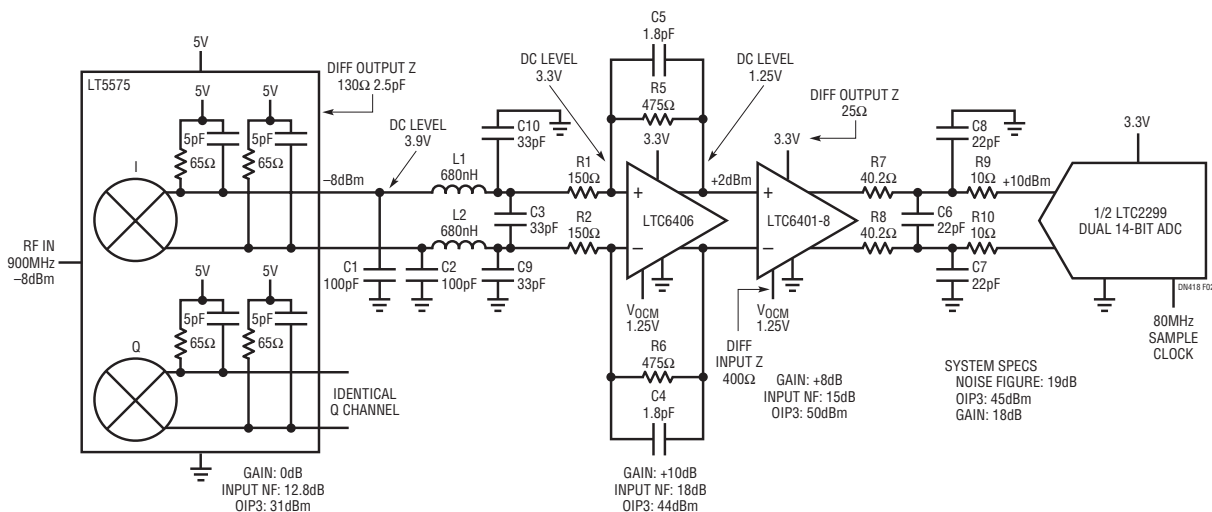 LT5575
5V
5V
5V
5pF
65Ω
5pF
65Ω
I
DIFF OUTPUT Z
130Ω 2.5pF
DC LEVEL
3.9V
–8dBm
RF IN
900MHz
–8dBm
5V
5V
5pF
65Ω
5pF
65Ω
Q
IDENTICAL
Q CHANNEL
GAIN: 0dB
INPUT NF: 12.8dB
OIP3: 31dBm
C1
100pF
C2
100pF
L1
680nH
L2
680nH
C10
33pF
C3
33pF
C9
33pF
R1
150Ω
R2
150Ω
DC LEVEL
3.3V
C5
1.8pF
R5
475Ω
3.3V
+
–
LTC6406
VOCM
1.25V
R6
475Ω
C4
1.8pF
GAIN: +10dB
INPUT NF: 18dB
OIP3: 44dBm
DC LEVEL
1.25V
+2dBm
DIFF OUTPUT Z
25Ω
3.3V
+
–
LTC6401-8
VOCM
1.25V
DIFF
INPUT Z
400Ω
GAIN: +8dB
INPUT NF: 15dB
OIP3: 50dBm
R7
40.2Ω
R8
40.2Ω
C8
22pF
C6
22pF
C7
22pF
R9
10Ω
R10
10Ω
+10dBm
3.3V
1/2 LTC2299
DUAL 14-BIT ADC
DN418 F02
80MHz
SAMPLE
CLOCK
SYSTEM SPECS
NOISE FIGURE: 19dB
OIP3: 45dBm
GAIN: 18dB